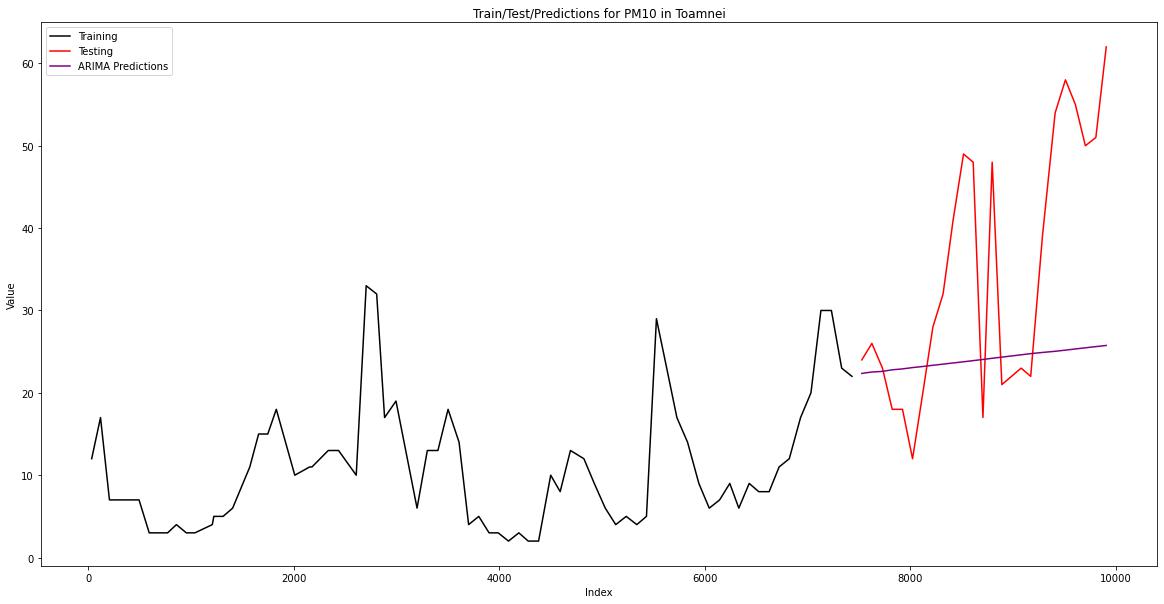 Train/Test/Predictions for PM10 in Toamnei
Training
Testing
ARIMA Predictions
60
50
40
30
20
10
0
Value
0 2000 4000 6000 8000 10000
Index